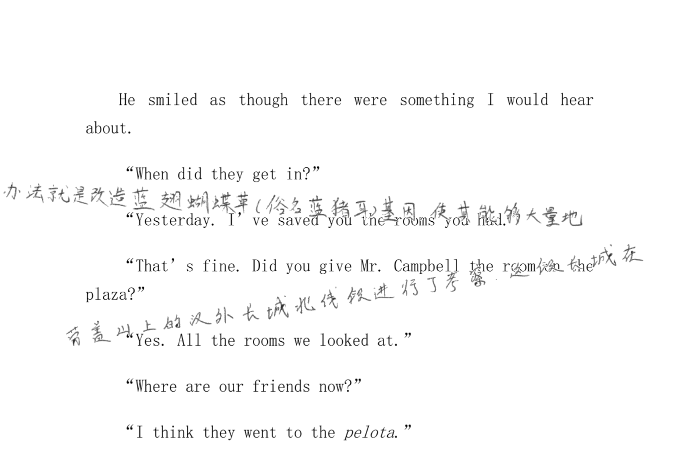 He smiled as though there were something I would hear
about.
“When did they get in?”
办法就是改造蓝翅蝴蝶草(俗名蓝猪耳)基因,使其能够大量地
“Yesterday. I’ve saved you the rooms you had.”
“That’s fine. Did you give Mr. Campbell the room on the
plaza?”
盖山上的汉外长城北线段进行了考察.这段长城在
“Yes. All the rooms we looked at.”
“Where are our friends now?”
“I think they went to the pelota.”